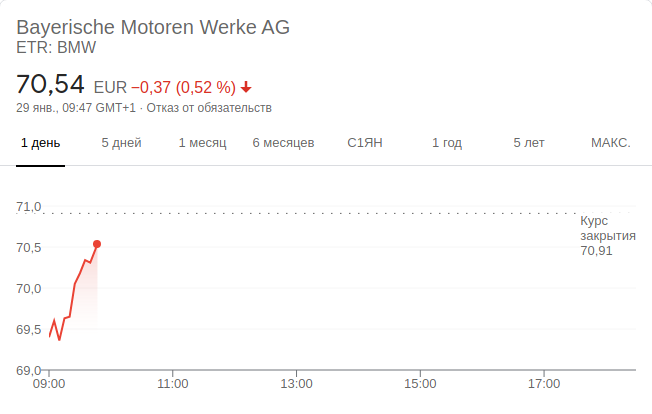 Bayerische Motoren Werke AG
ETR: BMW
70,54 EUR −0,37 (0,52 %)
29 янв., 09:47 GMT+1 · Отказ от обязательств
1 день 5 дней 1 месяц 6 месяцев С1ЯН 1 год 5 лет МАКС.
71,0
Курс
закрытия
70,91
70,5
70,0
69,5
69,0
09:00 11:00 13:00 15:00 17:00